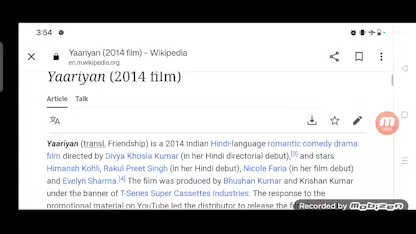 3:54
Yaariyan (2014 film) – Wikipedia
en.m.wikipedia.org
Yaariyan (2014 film)
Article Talk
Yaariyan (transl. Friendship) is a 2014 Indian Hindi-language romantic comedy drama
film directed by Divya Khosla Kumar (in her Hindi directorial debut),[3] and stars
Himansh Kohli, Rakul Preet Singh (in her Hindi debut), Nicole Faria (in her film debut)
and Evelyn Sharma.[4] The film was produced by Bhushan Kumar and Krishan Kumar
under the banner of T-Series Super Cassettes Industries. The response to the
promotional material on YouTube led the distributor to release the
Recorded by mobizen